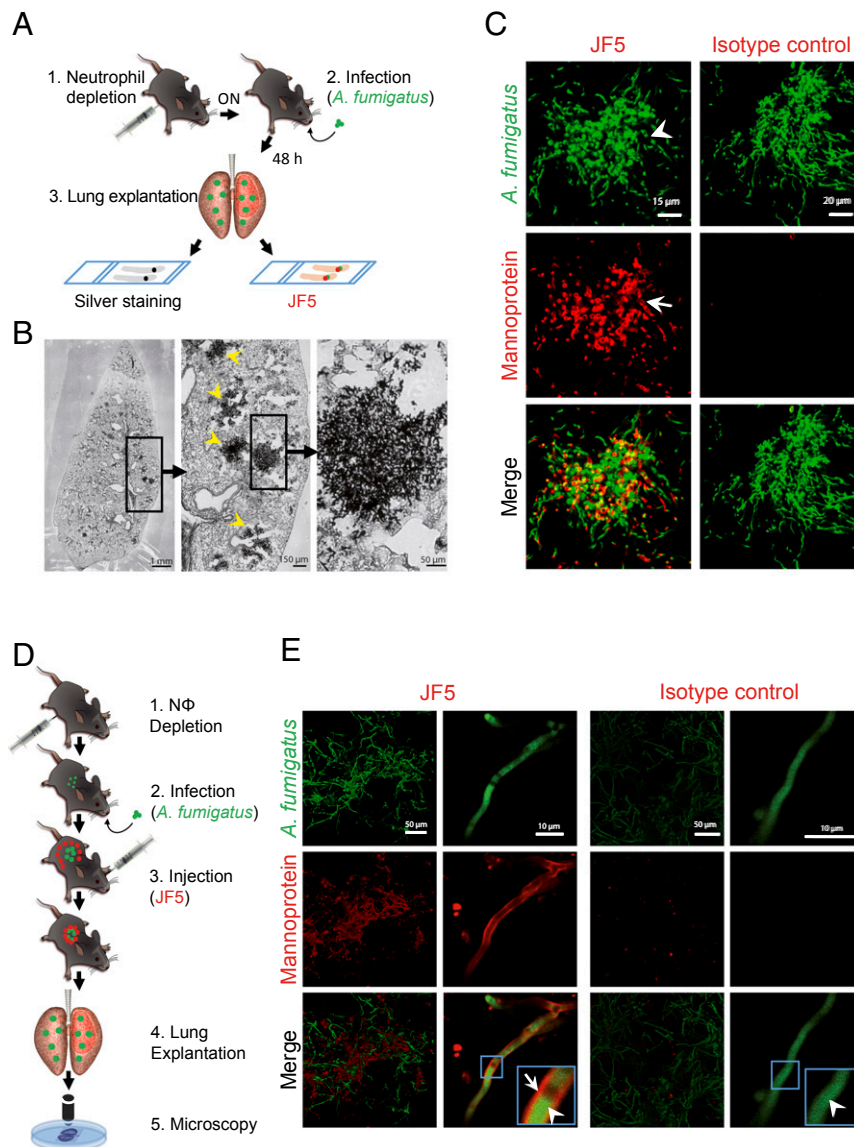 A
1. Neutrophil
depletion
ON
2. Infection
(A. fumigatus)
48 h
3. Lung explantation
Silver staining
JF5
B
1 mm
150 µm
50 µm
C
JF5
Isotype control
A. fumigatus
15 µm
20 µm
Mannoprotein
Merge
D
1. NΦ
Depletion
2. Infection
(A. fumigatus)
3. Injection
(JF5)
4. Lung
Explantation
5. Microscopy
E
JF5
Isotype control
A. fumigatus
50 µm
10 µm
50 µm
10 µm
Mannoprotein
Merge